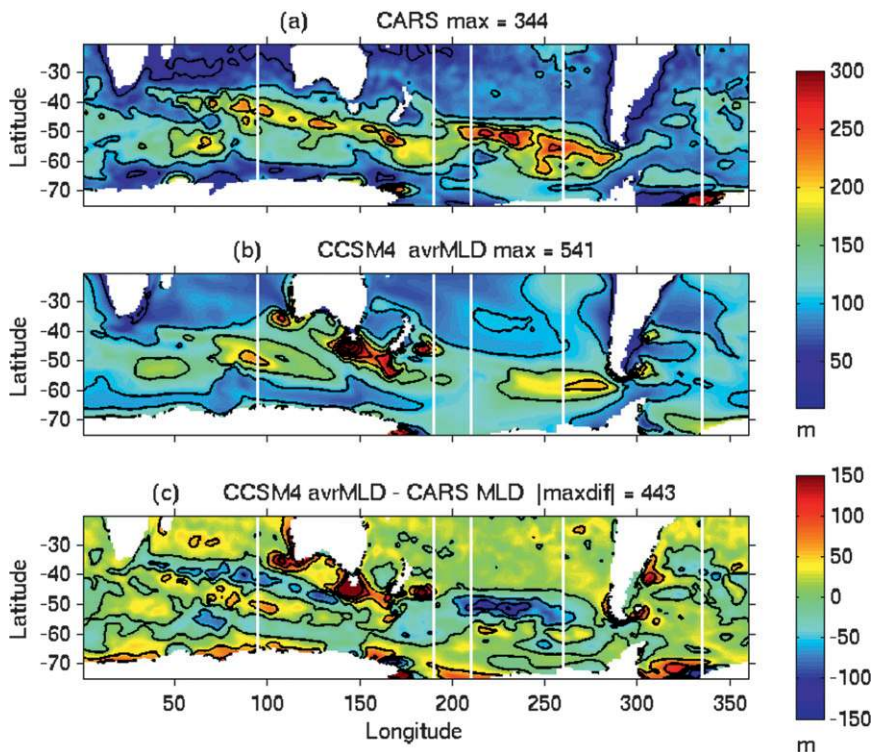 (a) CARS max = 344
Latitude
-30
-40
-50
-60
-70
(b) CCSM4 avrMLD max = 541
Latitude
-30
-40
-50
-60
-70
300
250
200
150
100
50
m
(c) CCSM4 avrMLD - CARS MLD |maxdif| = 443
Latitude
-30
-40
-50
-60
-70
50 100 150 200 250 300 350
Longitude
150
100
50
0
-50
-100
-150
m